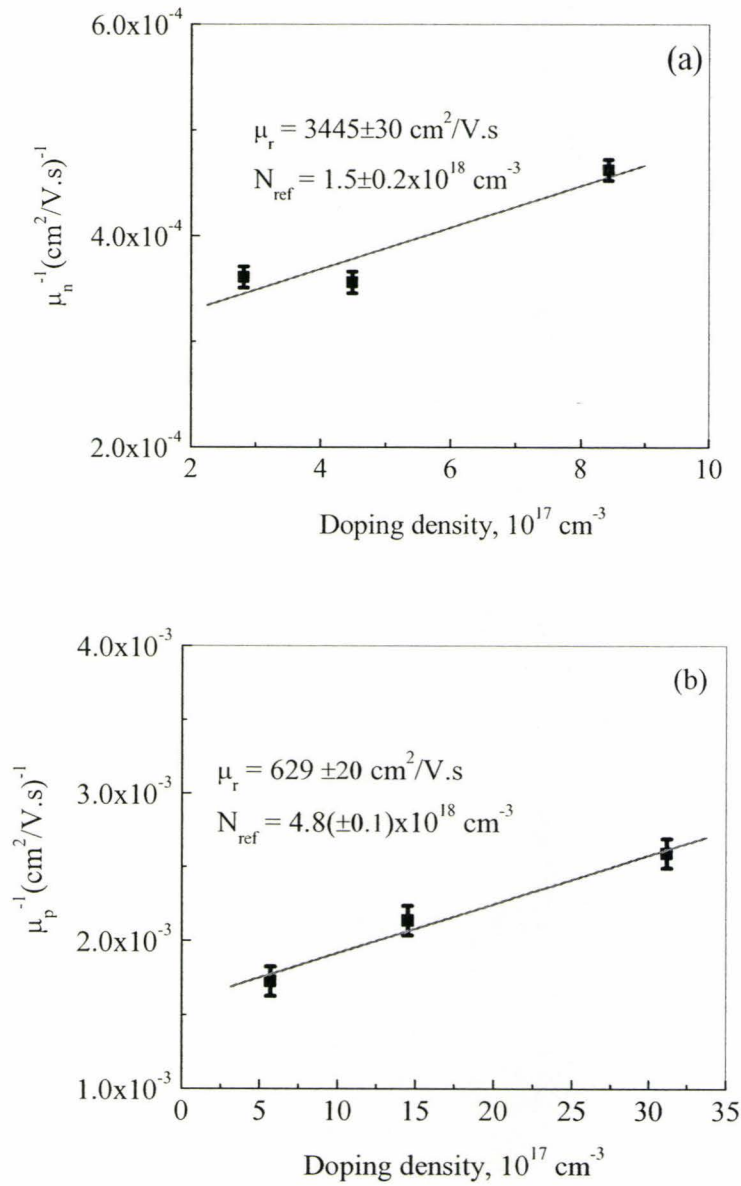 6.0x10⁻⁴
(a)
μᵣ = 3445±30 cm²/V.s
N_ref = 1.5±0.2x10¹⁸ cm⁻³
4.0x10⁻⁴
μₙ⁻¹(cm²/V.s)⁻¹
2.0x10⁻⁴
2 4 6 8 10
Doping density, 10¹⁷ cm⁻³
4.0x10⁻³
(b)
μᵣ = 629 ±20 cm²/V.s
3.0x10⁻³
N_ref = 4.8(±0.1)x10¹⁸ cm⁻³
μₚ⁻¹(cm²/V.s)⁻¹
2.0x10⁻³
1.0x10⁻³
0 5 10 15 20 25 30 35
Doping density, 10¹⁷ cm⁻³